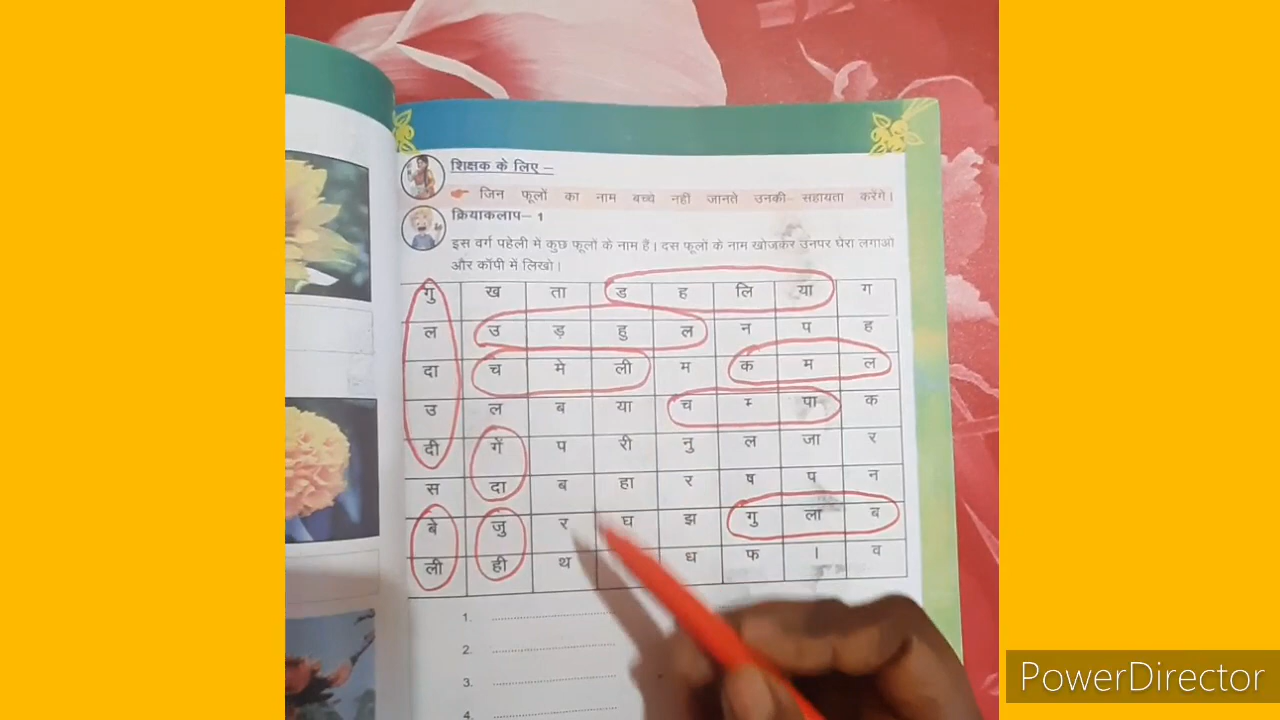 शिक्षक के लिए –
जिन फूलों का नाम बच्चे नहीं जानते उनकी सहायता करेंगे।
क्रियाकलाप– 1
इस वर्ग पहेली में कुछ फूलों के नाम है। दस फूलों के नाम खोजकर उनपर घेरा लगाओ
और कॉपी में लिखो।
गु ख ता ड ह लि या ग
ल उ ड़ हु ल न प ह
दा च मे ली म क म ल
उ ल ब या च म्‍ पा क
दी गें प री नु ल जा र
स दा ब हा र ष प न
बे जु र घ झ गु ला ब
ली ही थ ध फ । व
1.
2.
3.
4.
PowerDirector